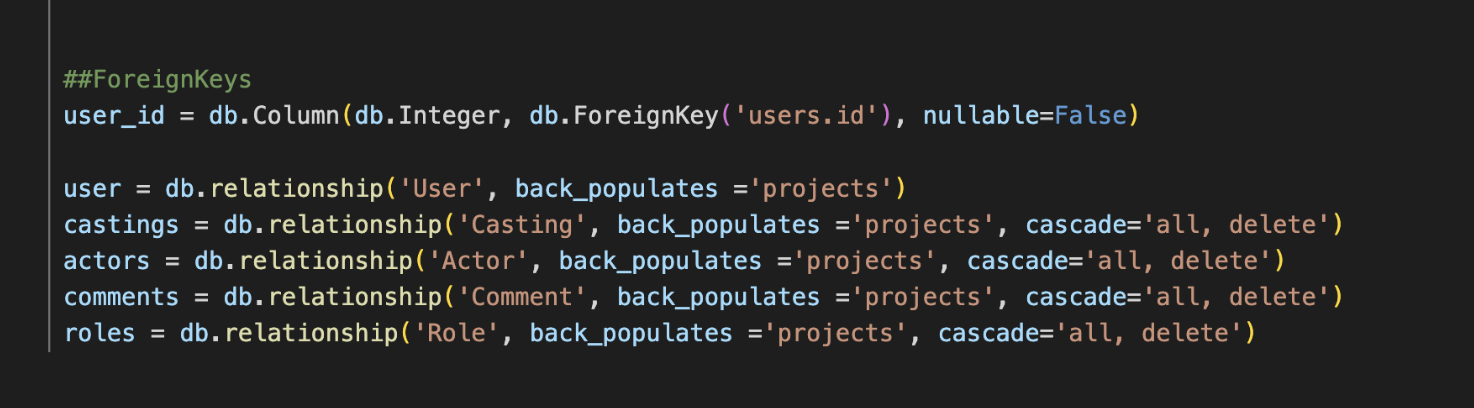 ##ForeignKeys
user_id = db.Column(db.Integer, db.ForeignKey('users.id'), nullable=False)
user = db.relationship('User', back_populates ='projects')
castings = db.relationship('Casting', back_populates ='projects', cascade='all, delete')
actors = db.relationship('Actor', back_populates ='projects', cascade='all, delete')
comments = db.relationship('Comment', back_populates ='projects', cascade='all, delete')
roles = db.relationship('Role', back_populates ='projects', cascade='all, delete')